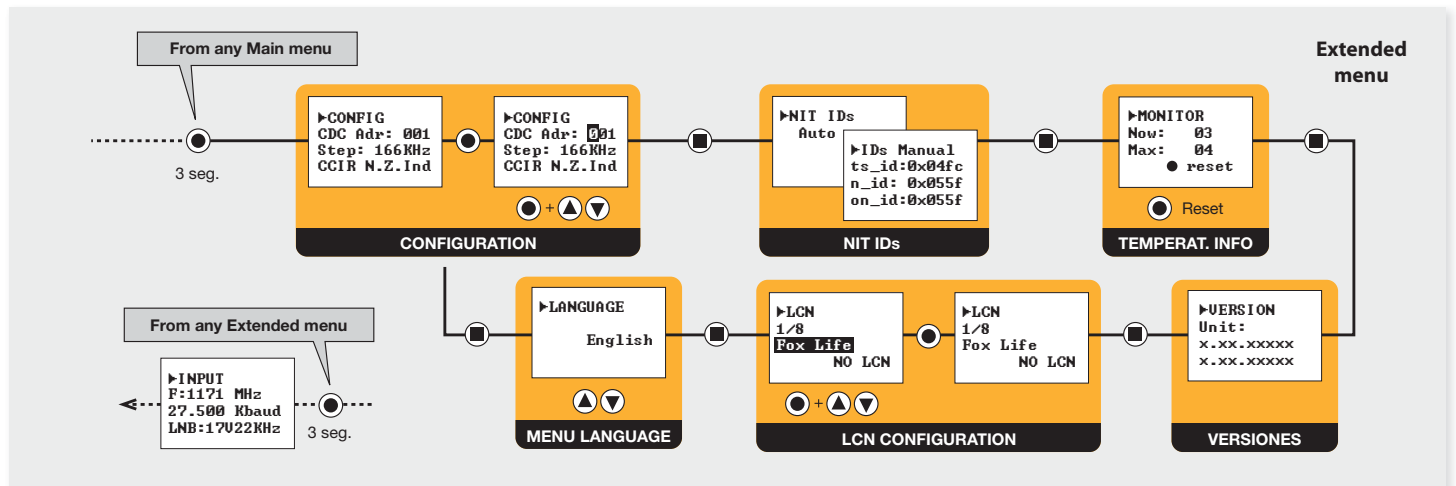 From any Main menu
Extended
menu
3 seg.
►CONFIG
CDC Adr: 001
Step: 166KHz
CCIR N.Z.Ind
►CONFIG
CDC Adr: 001
Step: 166KHz
CCIR N.Z.Ind
+
CONFIGURATION
►NIT IDs
Auto
►IDs Manual
ts_id:0x04fc
n_id: 0x055f
on_id:0x055f
NIT IDs
►MONITOR
Now: 03
Max: 04
● reset
Reset
TEMPERAT. INFO
From any Extended menu
►INPUT
F:1171 MHz
27.500 Kbaud
LNB:17V22KHz
3 seg.
►LANGUAGE
English
MENU LANGUAGE
►LCN
1/8
Fox Life
NO LCN
+
►LCN
1/8
Fox Life
NO LCN
LCN CONFIGURATION
►VERSION
Unit:
x.xx.xxxxx
x.xx.xxxxx
VERSIONES